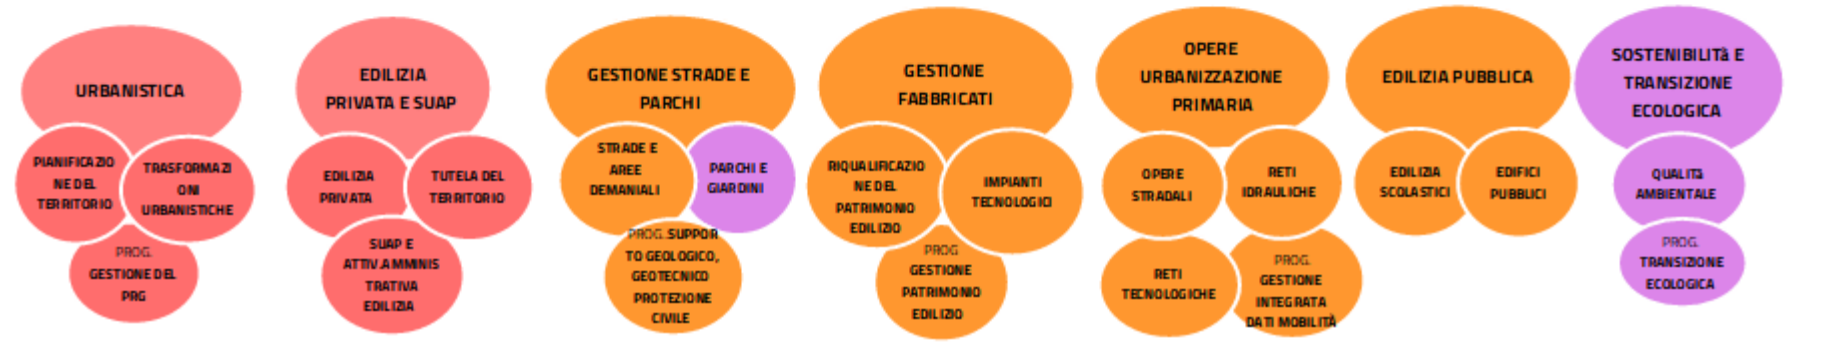 URBANISTICA
PIANIFICAZIO
NE DEL
TERRITORIO
TRASFORMAZI
ONI
URBANISTICHE
PROG.
GESTIONE DEL
PRG
EDILIZIA
PRIVATA E SUAP
EDILIZIA
PRIVATA
TUTELA DEL
TERRITORIO
SUAP E
ATTIV.AMMINIS
TRATIVA
EDILIZIA
GESTIONE STRADE E
PARCHI
STRADE E
AREE
DEMANIALI
PARCHI E
GIARDINI
PROG. SUPPOR
TO GEOLOGICO,
GEOTECNICO
PROTEZIONE
CIVILE
GESTIONE
FABBRICATI
RIQUALIFICAZIO
NE DEL
PATRIMONIO
EDILIZIO
IMPIANTI
TECNOLOGICI
PROG.
GESTIONE
PATRIMONIO
EDILIZIO
OPERE
URBANIZZAZIONE
PRIMARIA
OPERE
STRADALI
RETI
IDRAULICHE
RETI
TECNOLOGICHE
PROG.
GESTIONE
INTEGRATA
DATI MOBILITÀ
EDILIZIA PUBBLICA
EDILIZIA
SCOLASTICI
EDIFICI
PUBBLICI
SOSTENIBILITà E
TRANSIZIONE
ECOLOGICA
QUALITà
AMBIENTALE
PROG.
TRANSIZIONE
ECOLOGICA